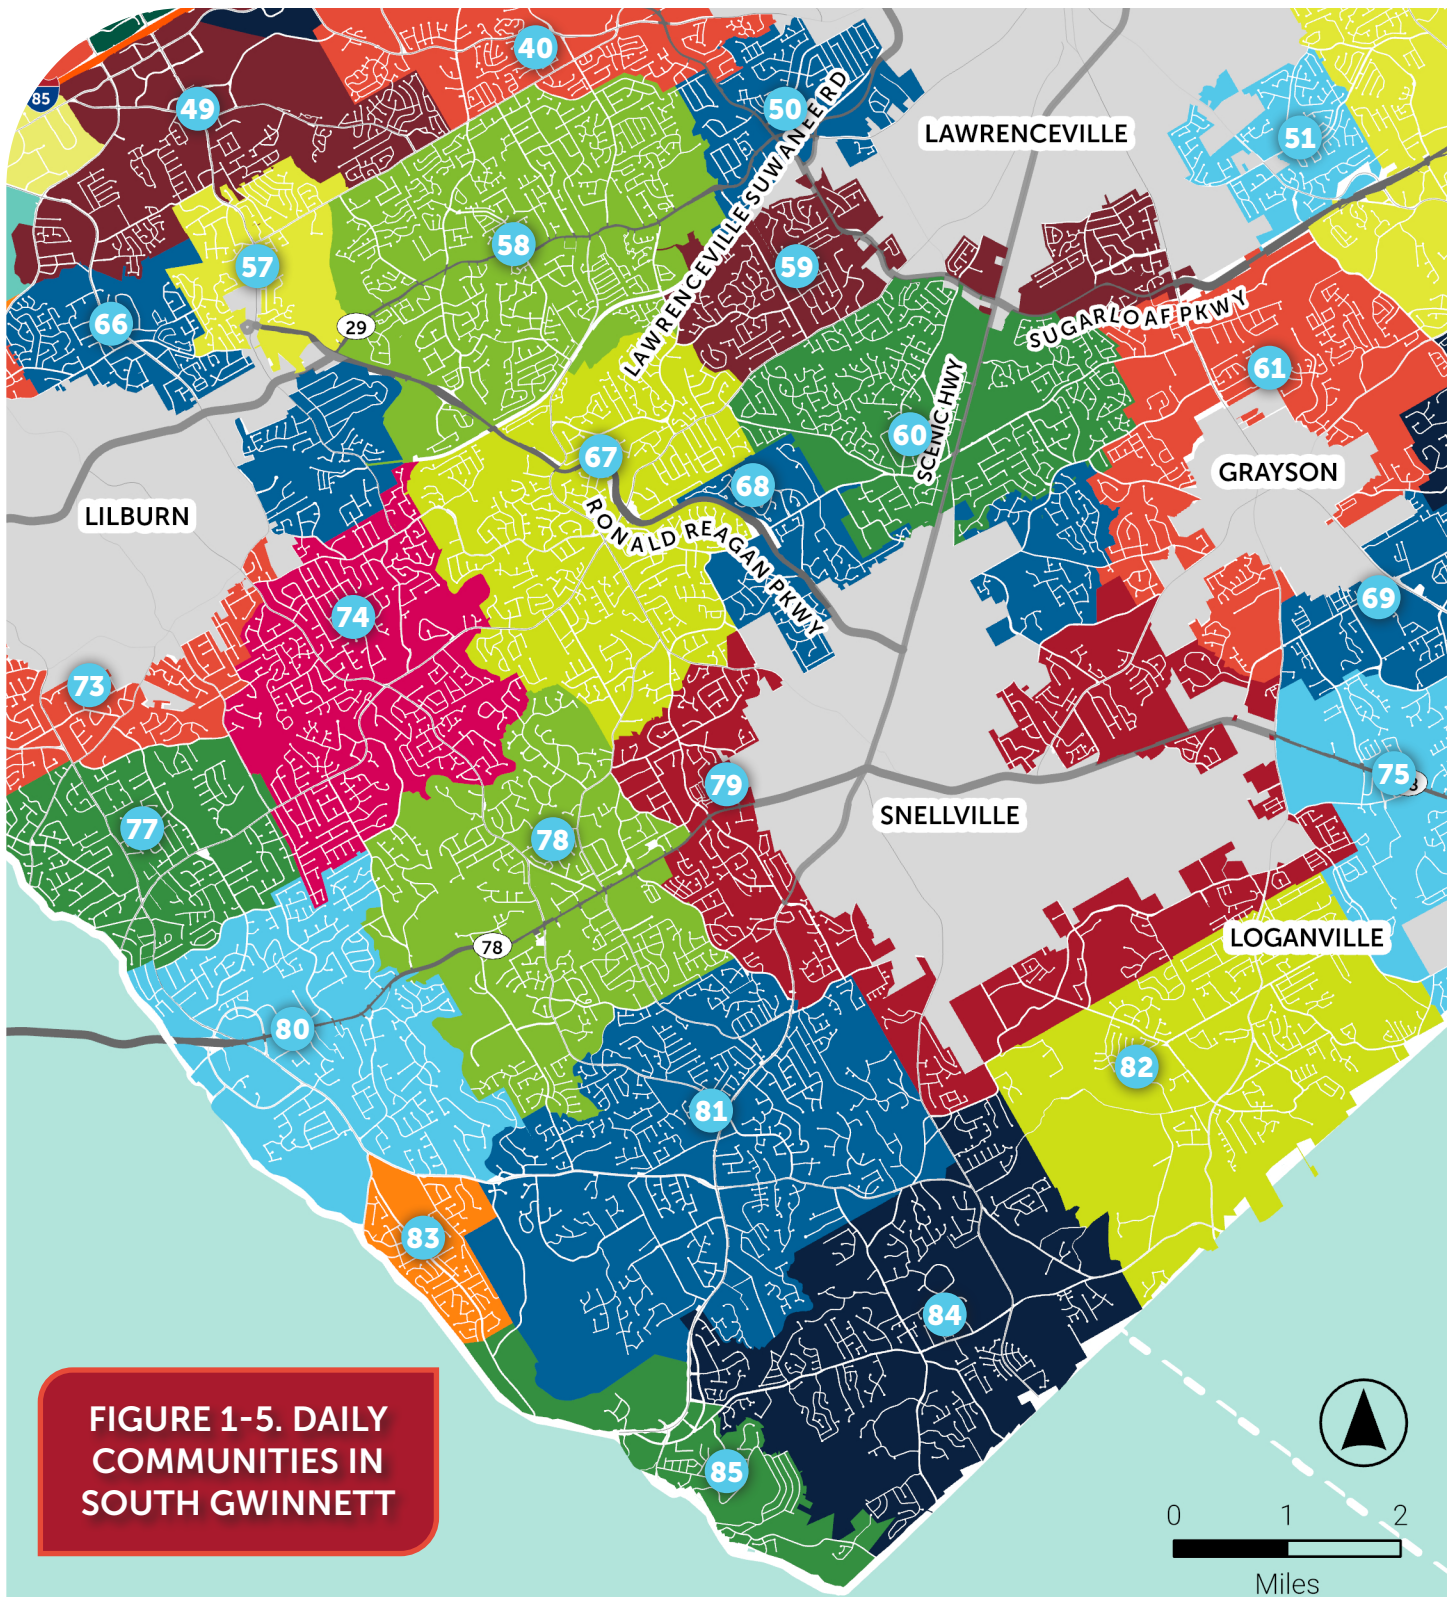 40
85
49
50
LAWRENCEVILLE
51
LAWRENCEVILLE SUWANEE RD
58
57
59
66
29
SUGARLOAF PKWY
61
SCENIC HWY
60
67
68
GRAYSON
LILBURN
RONALD REAGAN PKWY
69
74
73
75
79
SNELLVILLE
77
78
78
LOGANVILLE
80
82
81
83
84
85
FIGURE 1-5. DAILY
COMMUNITIES IN
SOUTH GWINNETT
0 1 2
Miles